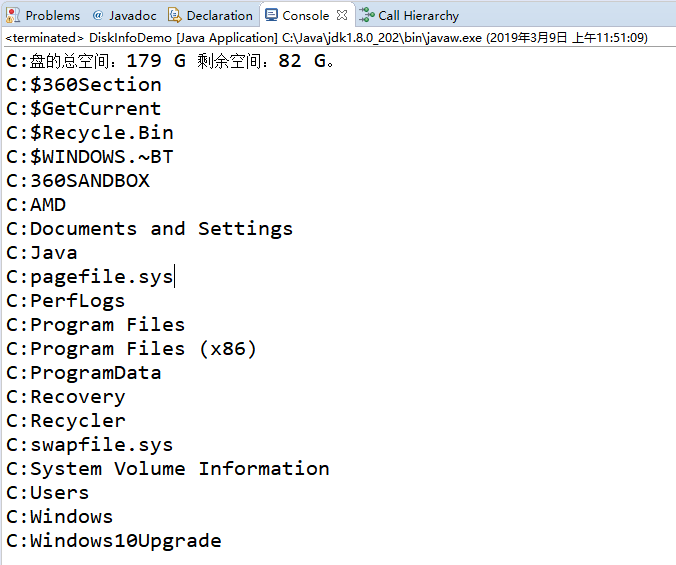 Problems @ Javadoc Declaration Console Call Hierarchy
<terminated> DiskInfoDemo [Java Application] C:\Java\jdk1.8.0_202\bin\javaw.exe (2019年3月9日 上午11:51:09)
C:盘的总空间：179 G 剩余空间：82 G。
C:$360Section
C:$GetCurrent
C:$Recycle.Bin
C:$WINDOWS.~BT
C:360SANDBOX
C:AMD
C:Documents and Settings
C:Java
C:pagefile.sys
C:PerfLogs
C:Program Files
C:Program Files (x86)
C:ProgramData
C:Recovery
C:Recycler
C:swapfile.sys
C:System Volume Information
C:Users
C:Windows
C:Windows10Upgrade